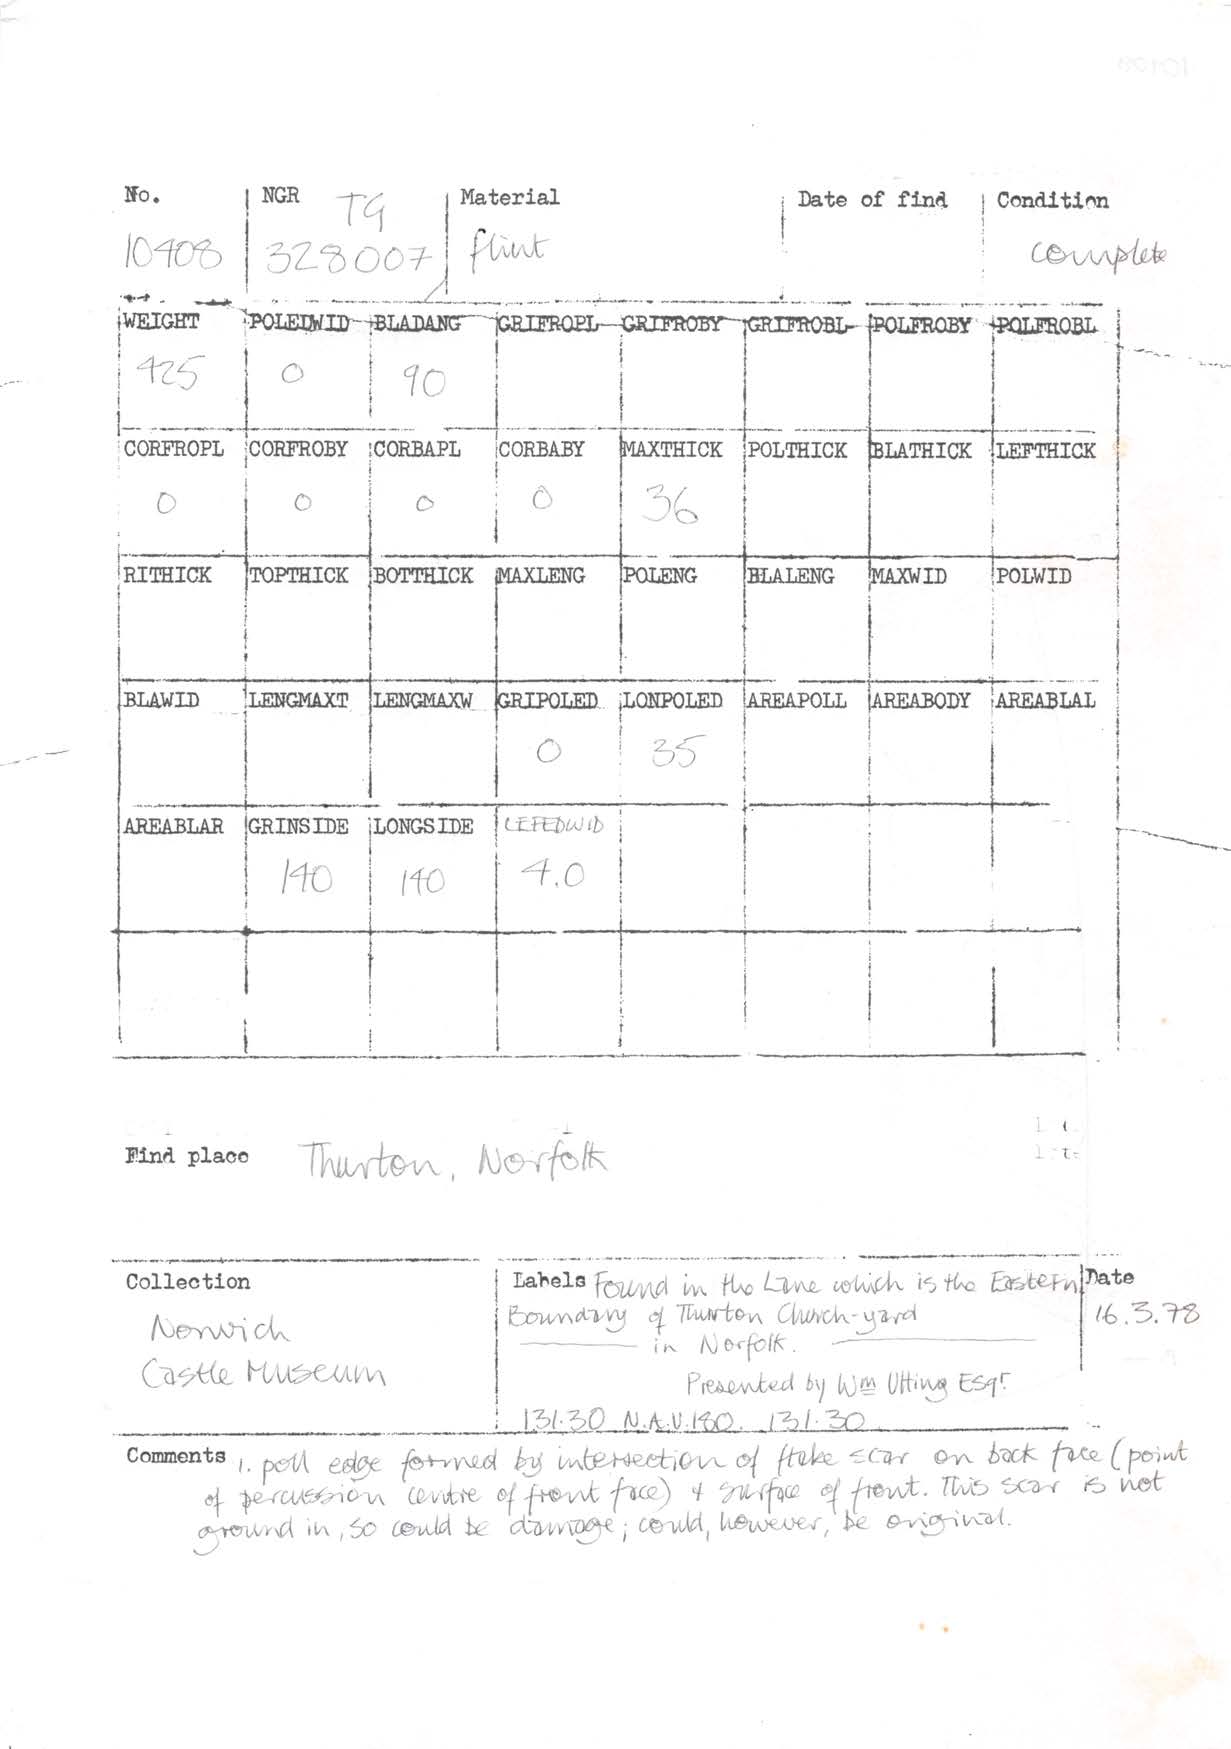 No. NGR TG Material Date of find Condition
10408 328007 flint complete
WEIGHT POLEDWID BLADANG GRIFROPL GRIFROBY GRIFROBL POLFROBY POLFROBL
425 0 90
CORFROPL CORFROBY CORBAPL CORBABY MAXTHICK POLTHICK BLATHICK LEFTHICK
0 0 0 0 36
RITHICK TOPTHICK BOTTHICK MAXLENG POLENG BLALENG MAXWID POLWID
BLAWID LENGMAXT LENGMAXW GRIPOLED LONPOLED AREAPOLL AREABODY AREABLAL
0 35
AREABLAR GRINSIDE LONGSIDE LEFEDWID
140 140 4.0
Find place Thurton, Norfolk
Collection
Norwich
Castle Museum
Labels Found in the Lane which is the Eastern
Boundary of Thurton Church-yard
in Norfolk.
Presented by Wm Utting Esqr.
131.30 N.A.V.180. 131.30
Date
16.3.78
Comments 1. poll edge formed by intersection of flake scar on back face (point
of percussion centre of front face) & surface of front. This scar is not
ground in, so could be damage; could, however, be original.